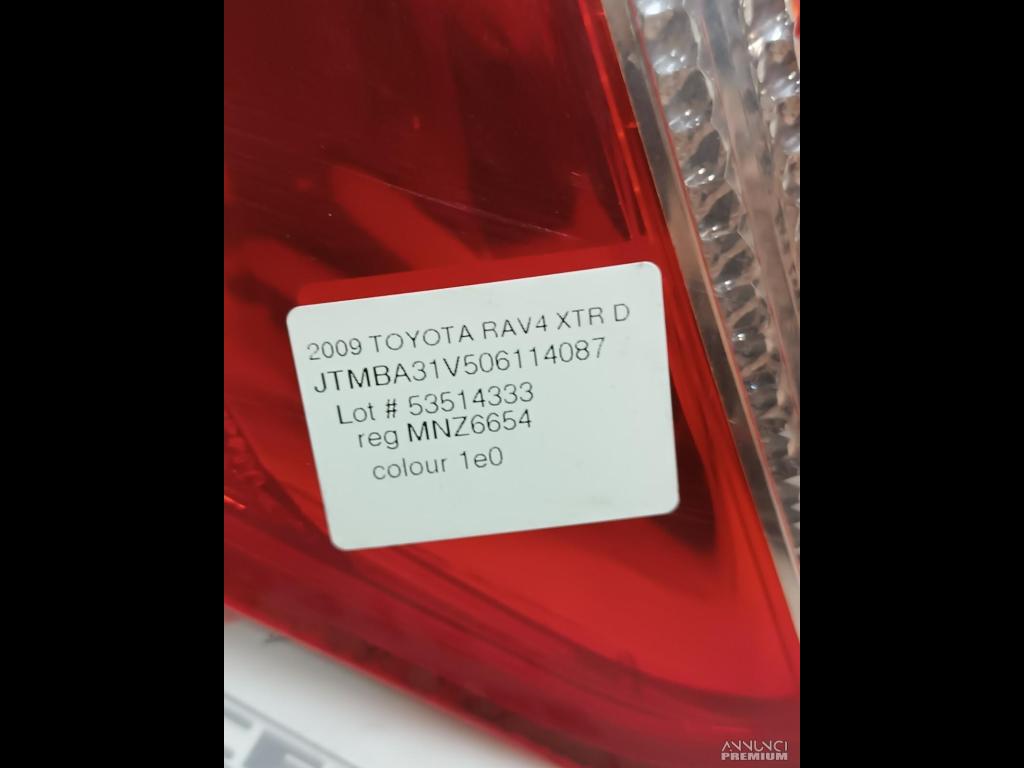 2009 TOYOTA RAV4 XTR D
JTMBA31V506114087
Lot # 53514333
reg MNZ6654
colour 1e0
ANNUNCI
PREMIUM